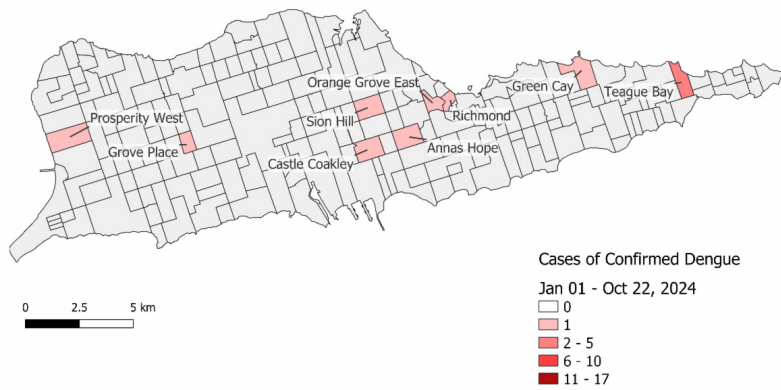 Orange Grove East
Green Cay
Teague Bay
Prosperity West
Sion Hill
Richmond
Grove Place
Annas Hope
Castle Coakley
Cases of Confirmed Dengue
Jan 01 - Oct 22, 2024
0 2.5 5 km
0
1
2 - 5
6 - 10
11 - 17